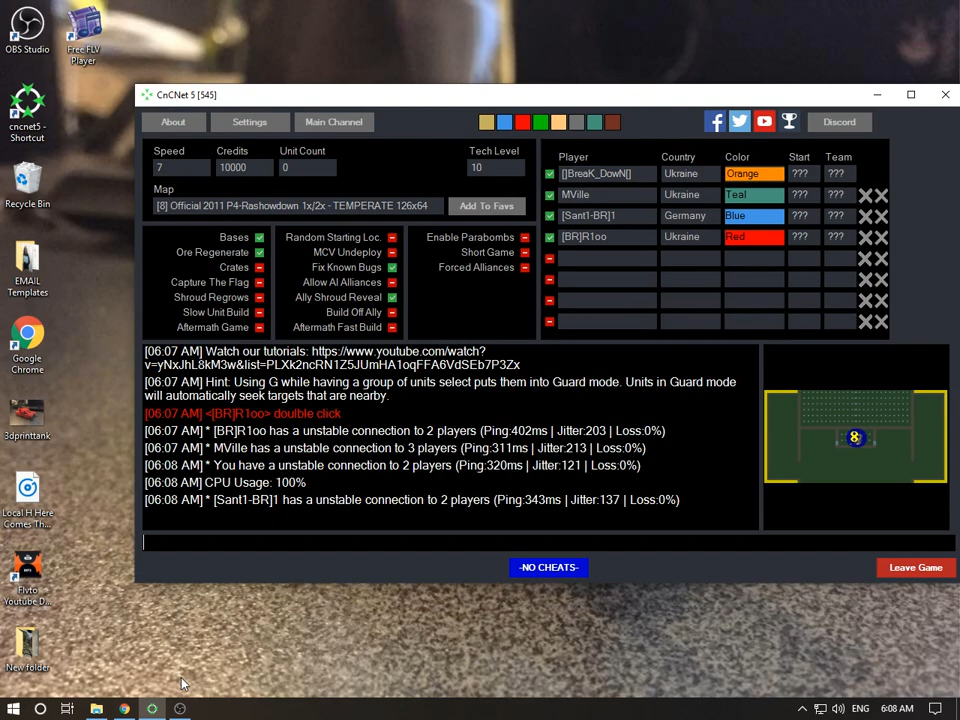 OBS Studio
Free FLV
Player
cncnet5 -
Shortcut
Recycle Bin
EMAIL
Templates
Google
Chrome
3dprinttank
Local H Here
Comes Th...
Flvto
Youtube D...
New folder
CnCNet 5 [545]
About
Settings
Main Channel
Discord
Speed
Credits
Unit Count
Tech Level
7
10000
0
10
Map
[8] Official 2011 P4-Rashowdown 1x/2x - TEMPERATE 126x64
Add To Favs
Player
Country
Color
Start
Team
[]BreaK_DowN[]
Ukraine
Orange
???
???
MVille
Ukraine
Teal
???
???
[Sant1-BR]1
Germany
Blue
???
???
[BR]R1oo
Ukraine
Red
???
???
Bases
Ore Regenerate
Crates
Capture The Flag
Shroud Regrows
Slow Unit Build
Aftermath Game
Random Starting Loc.
MCV Undeploy
Fix Known Bugs
Allow AI Alliances
Ally Shroud Reveal
Build Off Ally
Aftermath Fast Build
Enable Parabombs
Short Game
Forced Alliances
[06:07 AM] Watch our tutorials: https://www.youtube.com/watch?
v=yNxJhL8kM3w&list=PLXk2ncRN1Z5JUmHA1oqFFA6VdSEb7P3Zx
[06:07 AM] Hint: Using G while having a group of units select puts them into Guard mode. Units in Guard mode
will automatically seek targets that are nearby.
[06:07 AM] <[BR]R1oo> doulble click
[06:07 AM] * [BR]R1oo has a unstable connection to 2 players (Ping:402ms | Jitter:203 | Loss:0%)
[06:07 AM] * MVille has a unstable connection to 3 players (Ping:311ms | Jitter:213 | Loss:0%)
[06:08 AM] * You have a unstable connection to 2 players (Ping:320ms | Jitter:121 | Loss:0%)
[06:08 AM] CPU Usage: 100%
[06:08 AM] * [Sant1-BR]1 has a unstable connection to 2 players (Ping:343ms | Jitter:137 | Loss:0%)
-NO CHEATS-
Leave Game
ENG
6:08 AM